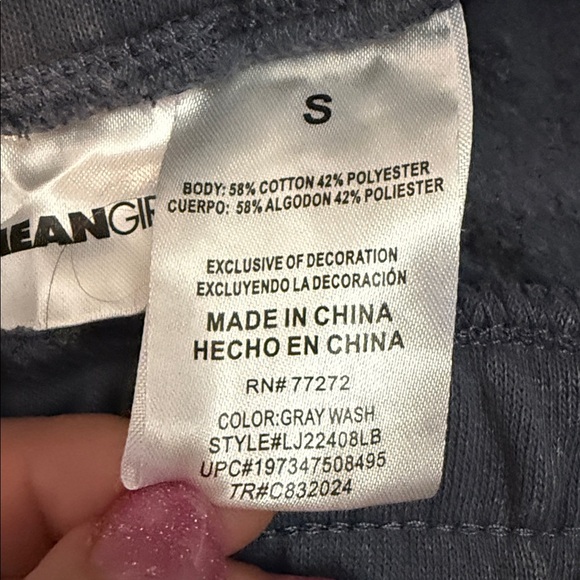 S
BODY: 58% COTTON 42% POLYESTER
CUERPO: 58% ALGODON 42% POLIESTER
EXCLUSIVE OF DECORATION
EXCLUYENDO LA DECORACIÓN
MADE IN CHINA
HECHO EN CHINA
RN# 77272
COLOR:GRAY WASH
STYLE#LJ22408LB
UPC#197347508495
TR#C832024